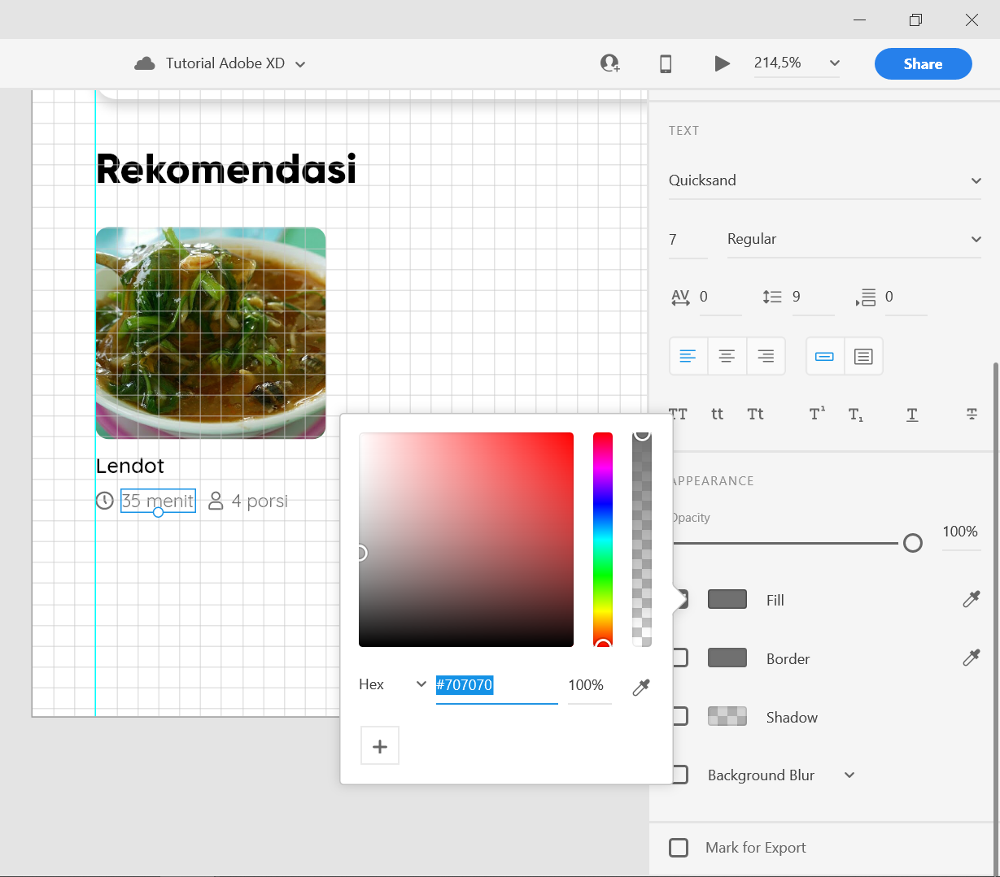 Tutorial Adobe XD
214,5%
Share
TEXT
Quicksand
7 Regular
AV 0 9 0
TT tt Tt T¹ T₁ T T
Rekomendasi
Lendot
35 menit 4 porsi
Hex #707070 100%
+
APPEARANCE
Opacity
100%
Fill
Border
Shadow
Background Blur
Mark for Export